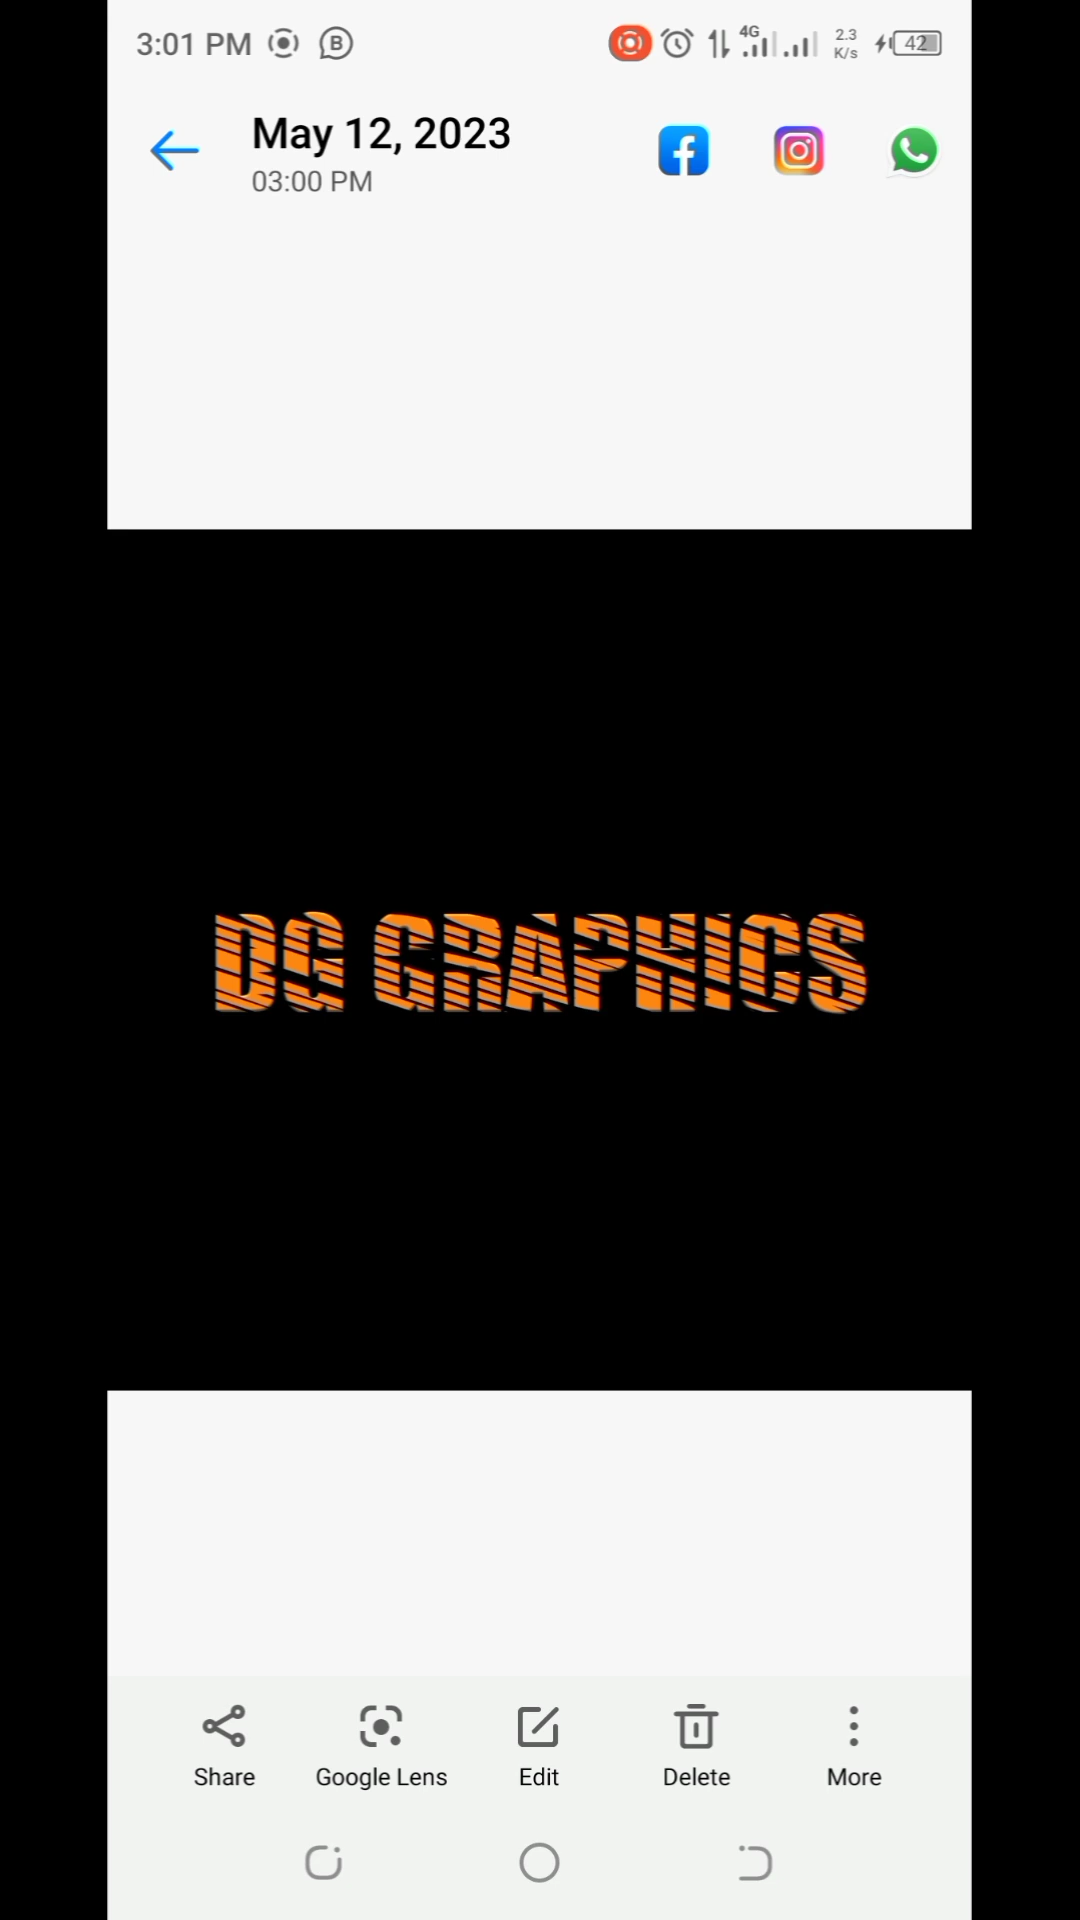 3:01 PM
4G
2.3
K/s
42
May 12, 2023
03:00 PM
DG GRAPHICS
Share
Google Lens
Edit
Delete
More